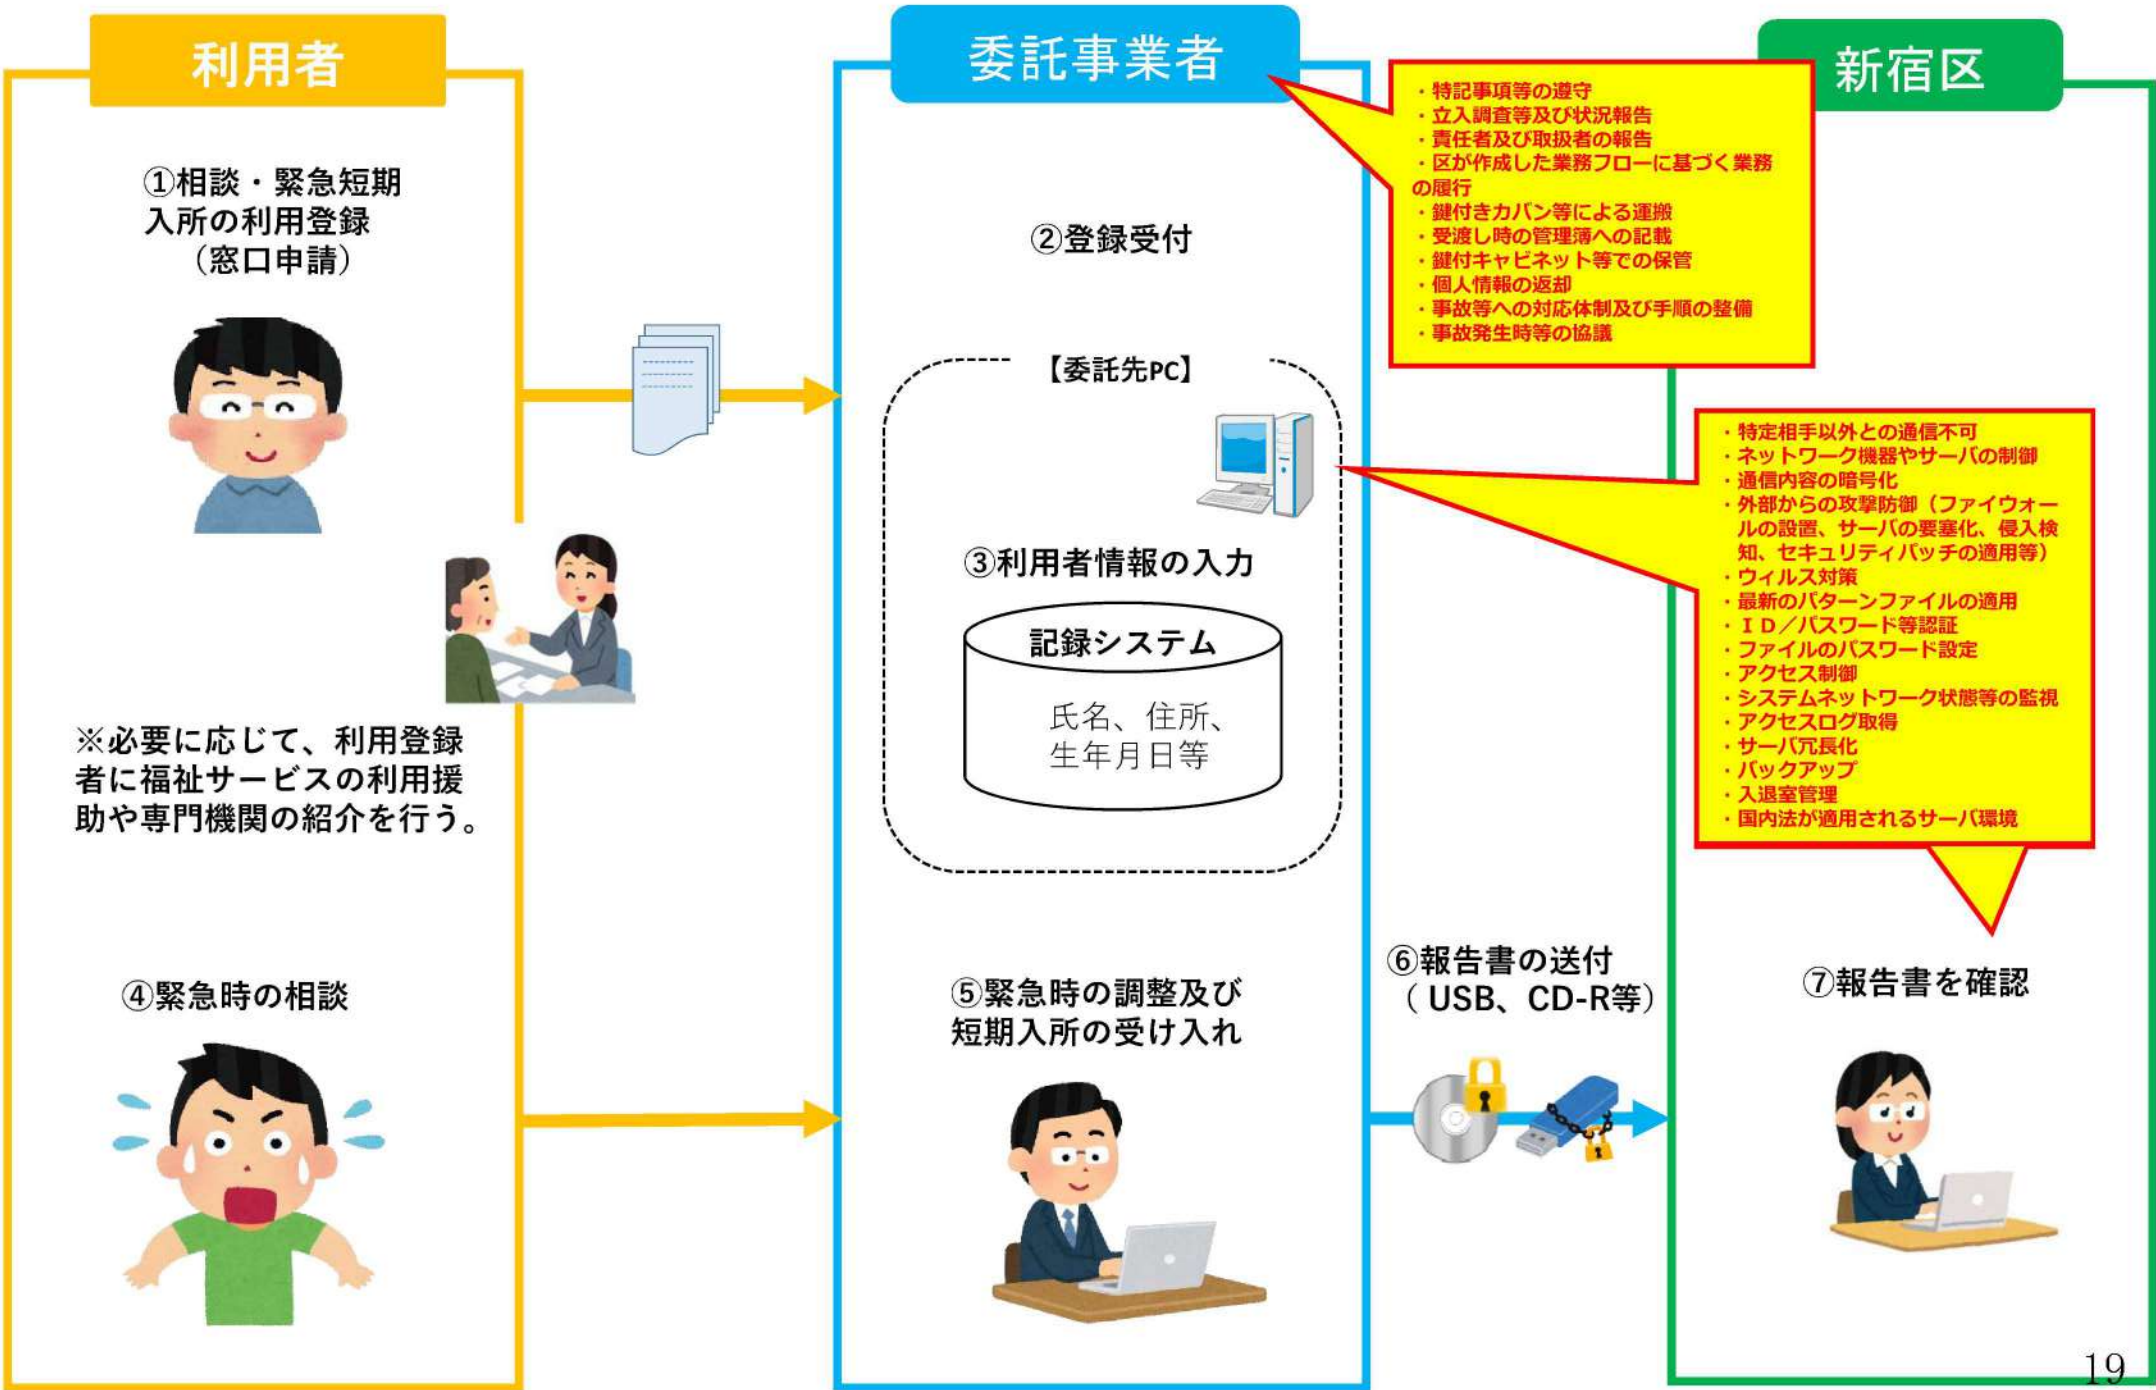 利用者
①相談・緊急短期
入所の利用登録
（窓口申請）
※必要に応じて、利用登録
者に福祉サービスの利用援
助や専門機関の紹介を行う。
④緊急時の相談
委託事業者
②登録受付
【委託先PC】
③利用者情報の入力
記録システム
氏名、住所、
生年月日等
⑤緊急時の調整及び
短期入所の受け入れ
・特記事項等の遵守
・立入調査等及び状況報告
・責任者及び取扱者の報告
・区が作成した業務フローに基づく業務
の履行
・鍵付きカバン等による運搬
・受渡し時の管理簿への記載
・鍵付キャビネット等での保管
・個人情報の返却
・事故等への対応体制及び手順の整備
・事故発生時等の協議
⑥報告書の送付
（ USB、CD-R等）
新宿区
・特定相手以外との通信不可
・ネットワーク機器やサーバの制御
・通信内容の暗号化
・外部からの攻撃防御（ファイウォー
ルの設置、サーバの要塞化、侵入検
知、セキュリティパッチの適用等）
・ウィルス対策
・最新のパターンファイルの適用
・ＩＤ／パスワード等認証
・ファイルのパスワード設定
・アクセス制御
・システムネットワーク状態等の監視
・アクセスログ取得
・サーバ冗長化
・バックアップ
・入退室管理
・国内法が適用されるサーバ環境
⑦報告書を確認
19